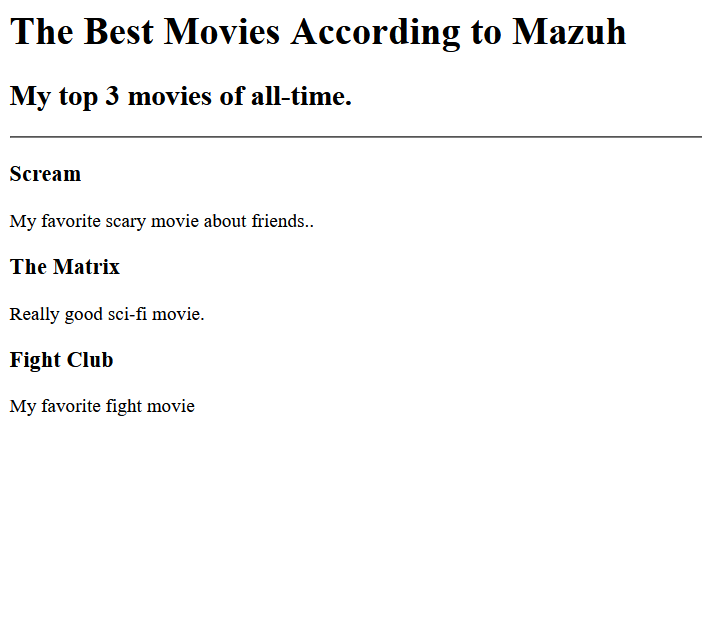 The Best Movies According to Mazuh
My top 3 movies of all-time.
Scream
My favorite scary movie about friends..
The Matrix
Really good sci-fi movie.
Fight Club
My favorite fight movie